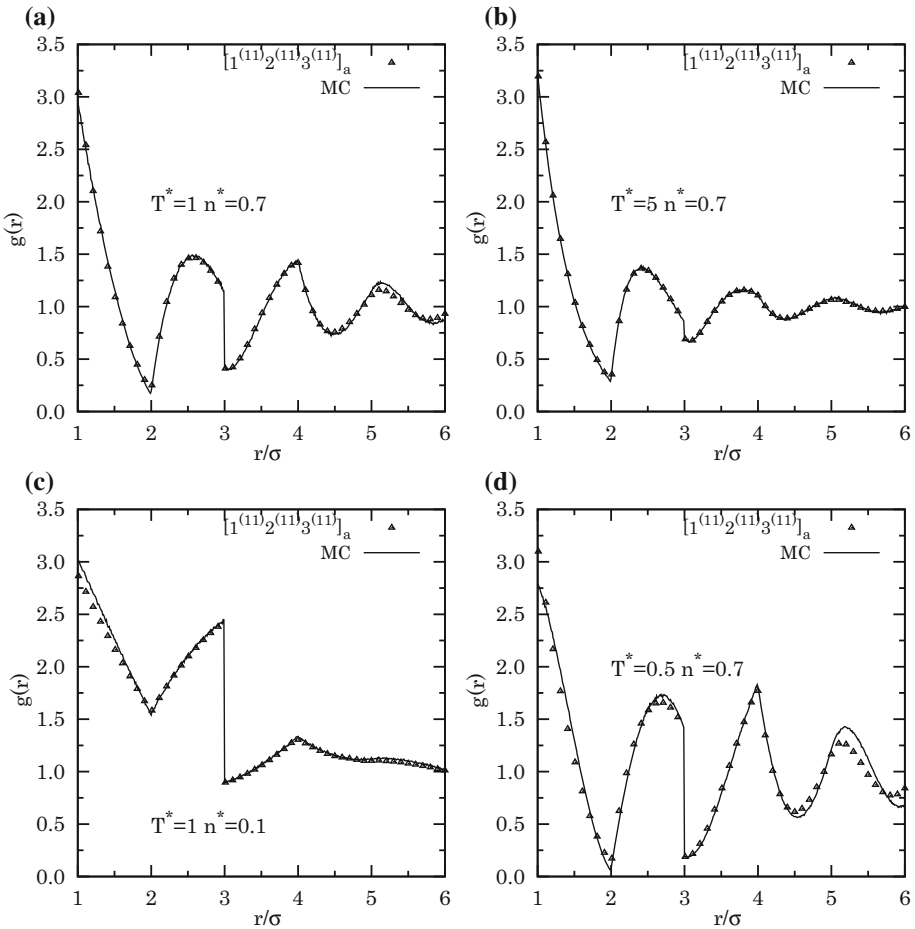 (a)
3.5
3.0
2.5
2.0
1.5
1.0
0.5
0.0
g(r)
[1^(11)2^(11)3^(11)]_a
MC
T*=1 n*=0.7
1 2 3 4 5 6
r/σ
(b)
3.5
3.0
2.5
2.0
1.5
1.0
0.5
0.0
g(r)
[1^(11)2^(11)3^(11)]_a
MC
T*=5 n*=0.7
1 2 3 4 5 6
r/σ
(c)
3.5
3.0
2.5
2.0
1.5
1.0
0.5
0.0
g(r)
[1^(11)2^(11)3^(11)]_a
MC
T*=1 n*=0.1
1 2 3 4 5 6
r/σ
(d)
3.5
3.0
2.5
2.0
1.5
1.0
0.5
0.0
g(r)
[1^(11)2^(11)3^(11)]_a
MC
T*=0.5 n*=0.7
1 2 3 4 5 6
r/σ